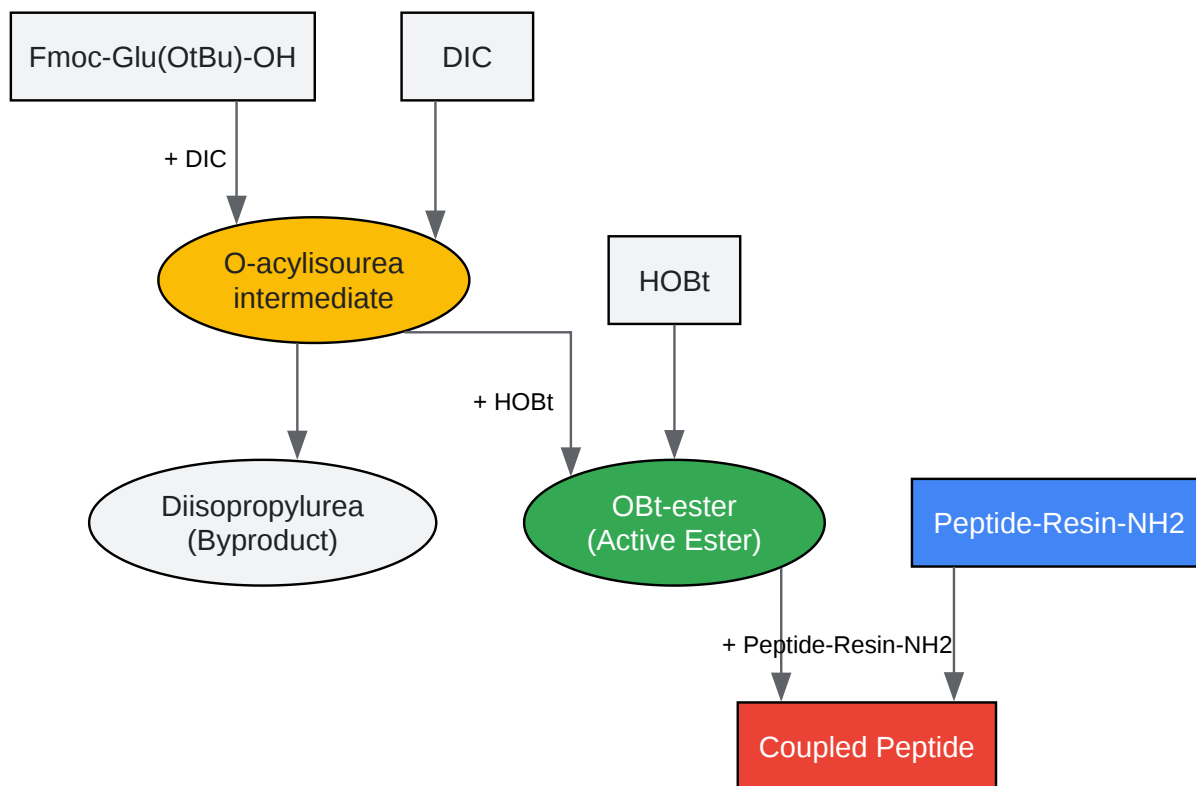 Fmoc-Glu(OtBu)-OH
DIC
+ DIC
O-acylisourea
intermediate
HOBt
+ HOBt
Diisopropylurea
(Byproduct)
OBt-ester
(Active Ester)
Peptide-Resin-NH2
+ Peptide-Resin-NH2
Coupled Peptide